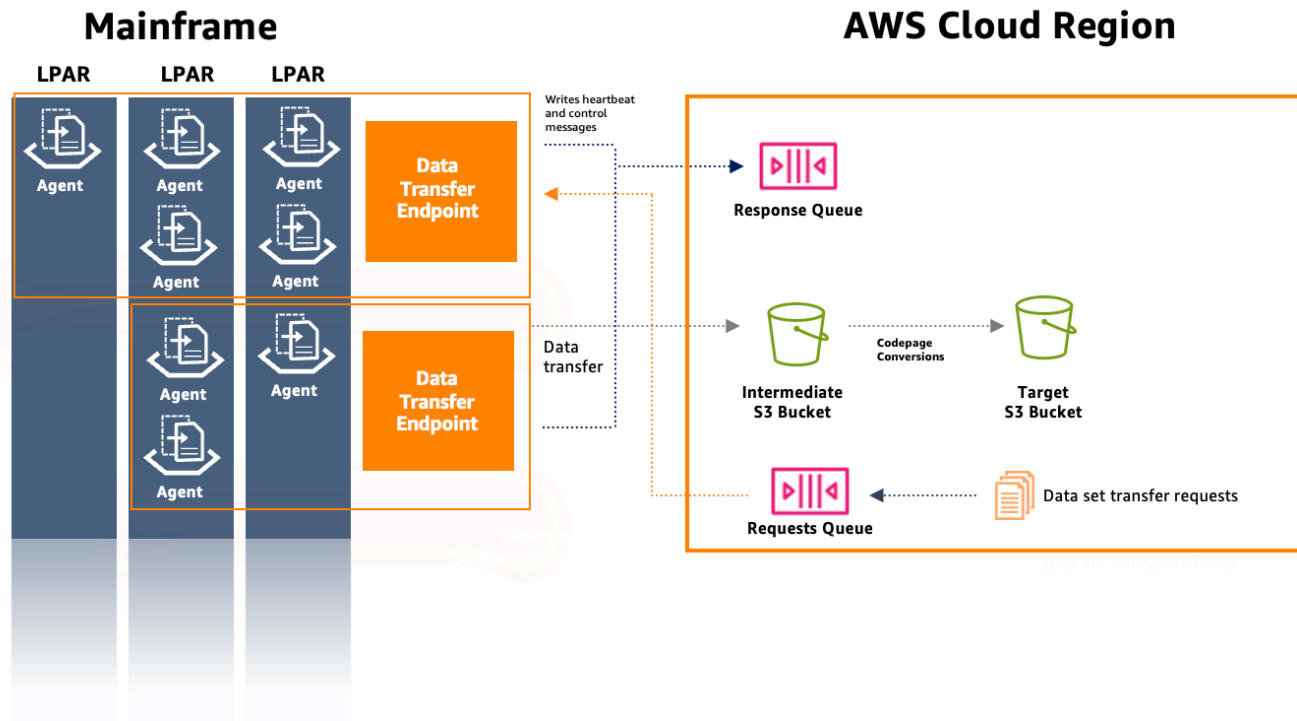 Mainframe
AWS Cloud Region
LPAR
LPAR
LPAR
Agent
Agent
Agent
Agent
Agent
Data
Transfer
Endpoint
Writes heartbeat
and control
messages
Response Queue
Agent
Agent
Agent
Data
Transfer
Endpoint
Data
transfer
Intermediate
S3 Bucket
Codepage
Conversions
Target
S3 Bucket
Requests Queue
Data set transfer requests